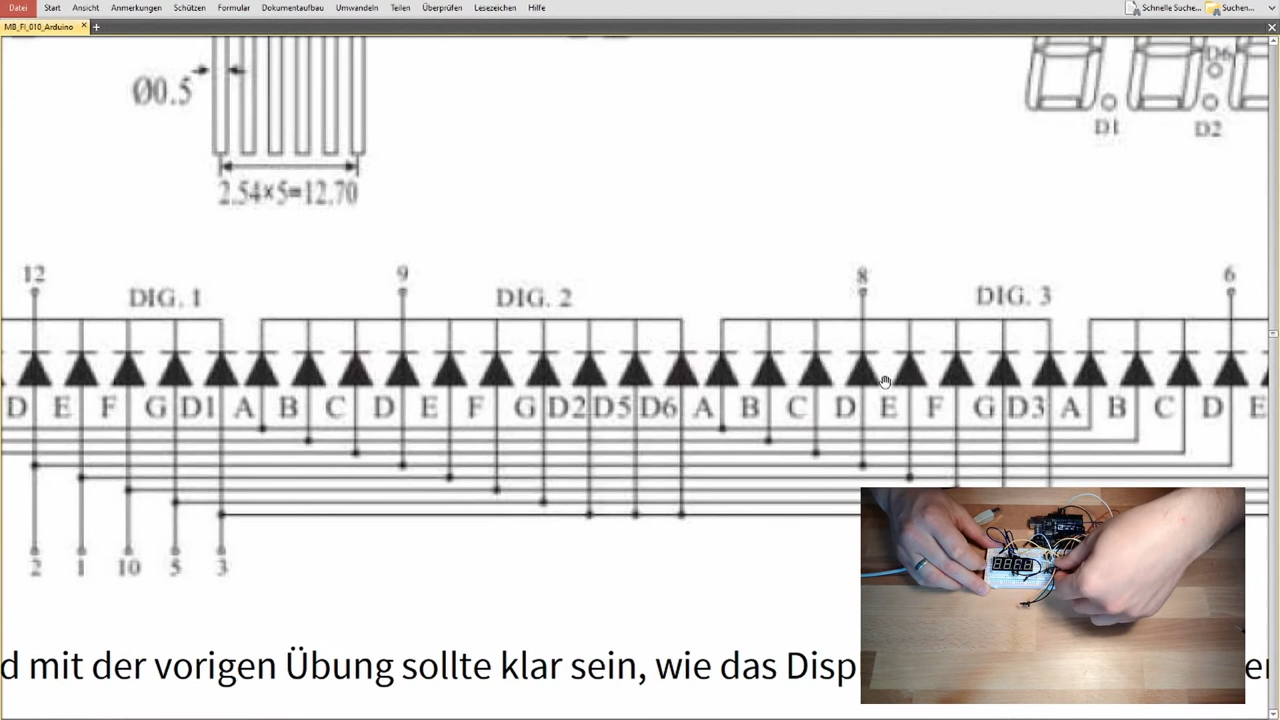 Datei Start Ansicht Anmerkungen Schützen Formular Dokumentaufbau Umwandeln Teilen Überprüfen Lesezeichen Hilfe Schnelle Suche... Suchen...
MB_FI_010_Arduino
Ø0.5
D6
D1 D2
2.54×5=12.70
12 9 8 6
DIG. 1 DIG. 2 DIG. 3
D E F G D1 A B C D E F G D2 D5 D6 A B C D E F G D3 A B C D E
2 1 10 5 3
d mit der vorigen Übung sollte klar sein, wie das Disp